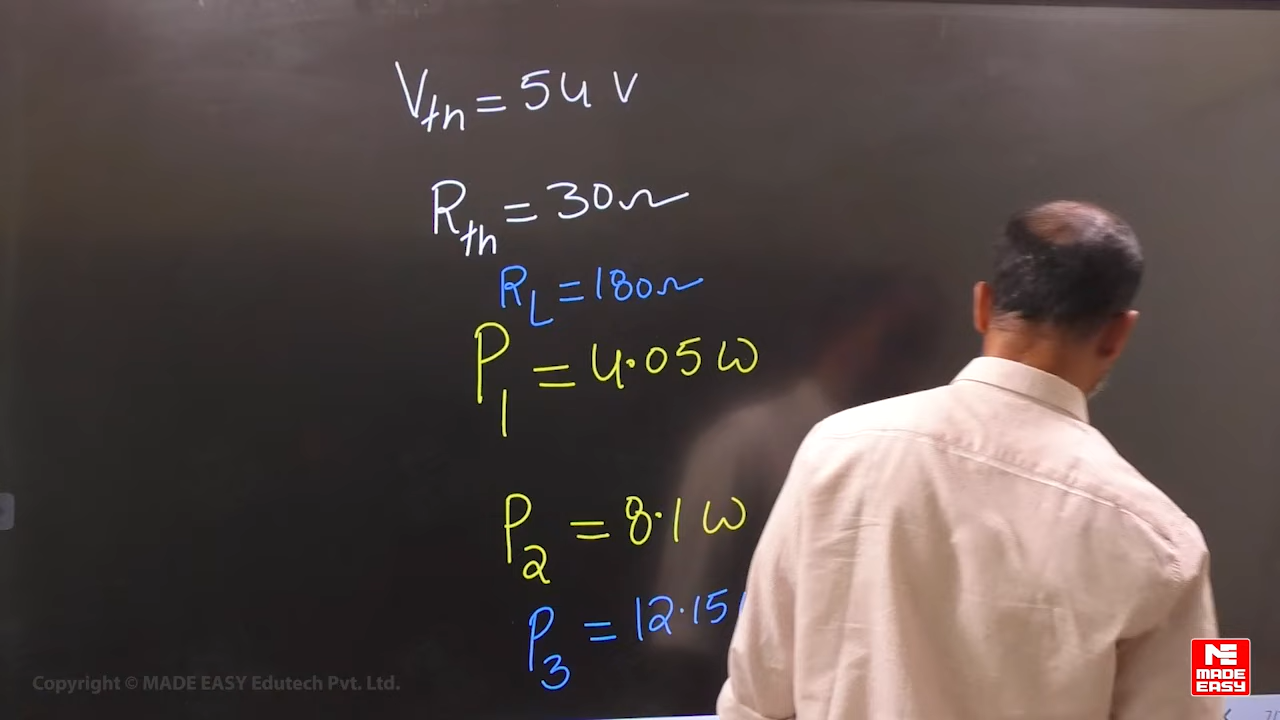 Vth = 54 V
Rth = 30Ω
RL = 180Ω
P1 = 4.05 W
P2 = 8.1 W
P3 = 12.15
Copyright © MADE EASY Edutech Pvt. Ltd.
ME
MADE
EASY